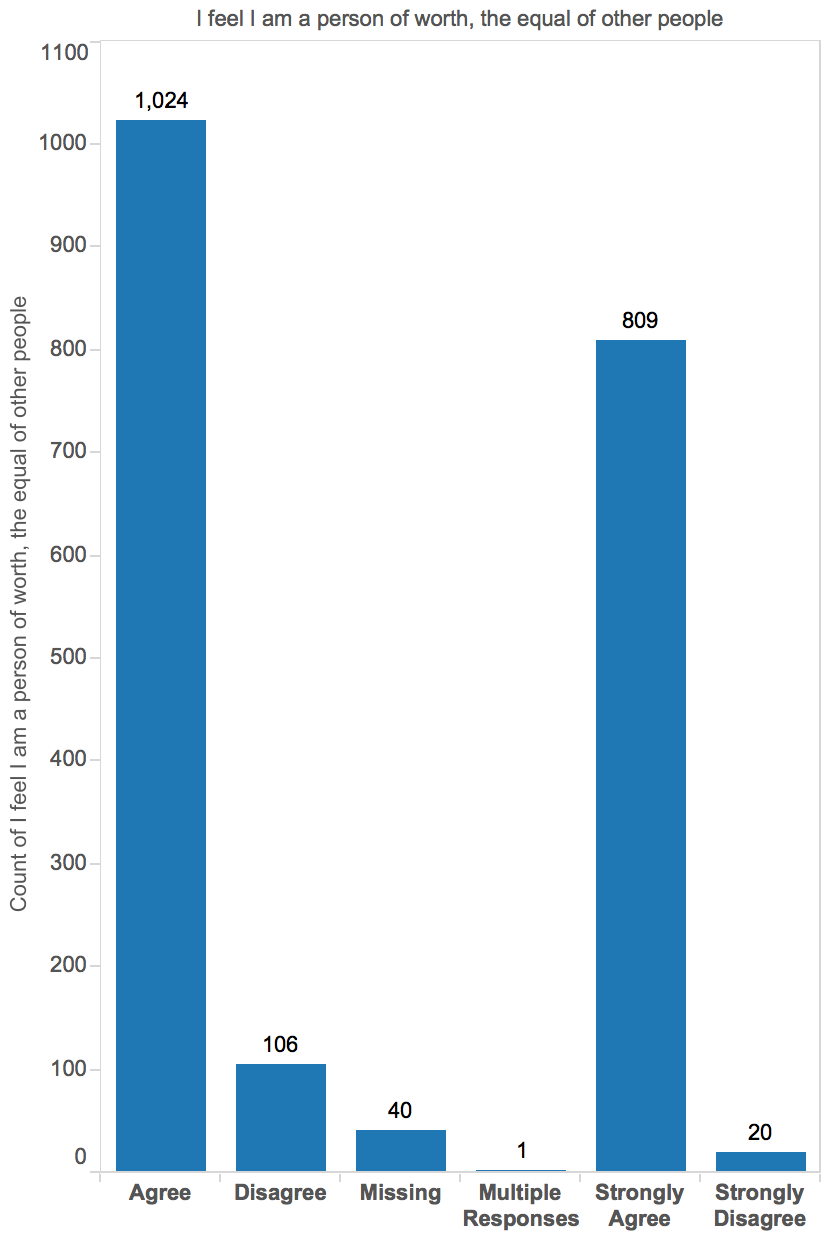 I feel I am a person of worth, the equal of other people
Count of I feel I am a person of worth, the equal of other people
1100
1000
900
800
700
600
500
400
300
200
100
0
1,024
106
40
1
809
20
Agree
Disagree
Missing
Multiple
Responses
Strongly
Agree
Strongly
Disagree